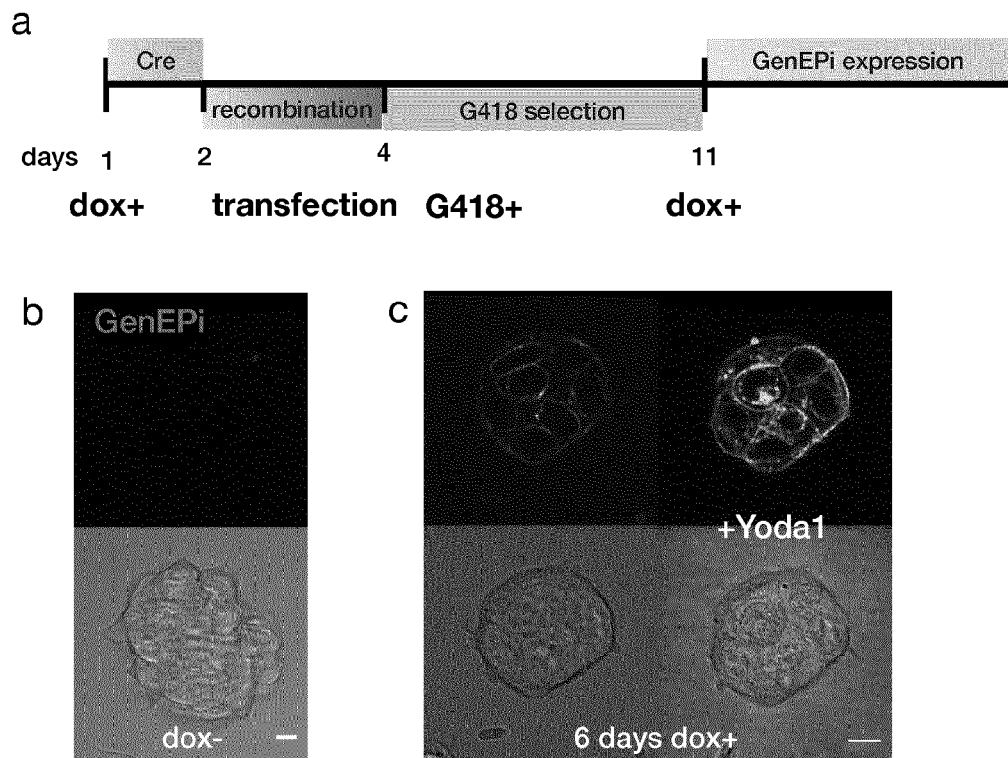 a
Cre
GenEPi expression
recombination
G418 selection
days 1 2 4 11
dox+ transfection G418+ dox+
b
GenEPi
dox-
c
+Yoda1
6 days dox+